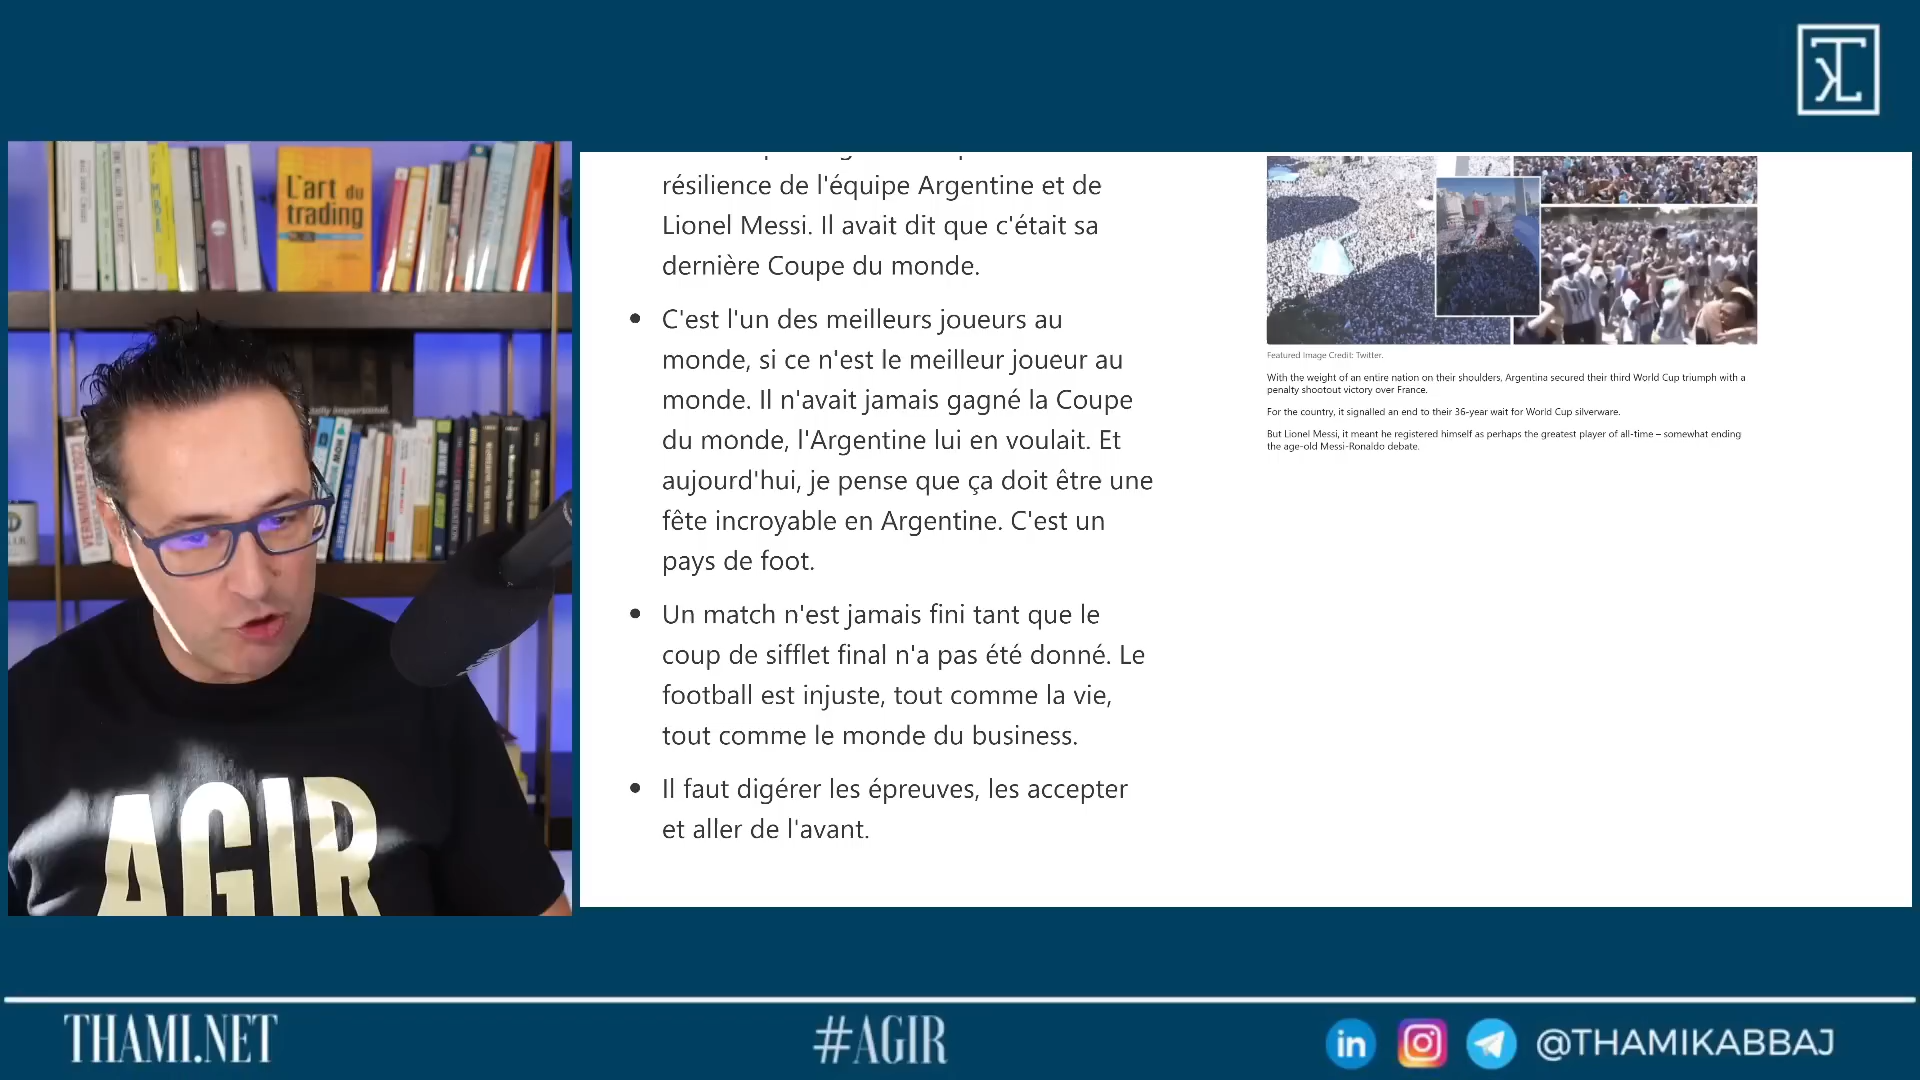 L'art du
trading
VERNIMMEN 2023
AGIR
résilience de l'équipe Argentine et de
Lionel Messi. Il avait dit que c'était sa
dernière Coupe du monde.
C'est l'un des meilleurs joueurs au
monde, si ce n'est le meilleur joueur au
monde. Il n'avait jamais gagné la Coupe
du monde, l'Argentine lui en voulait. Et
aujourd'hui, je pense que ça doit être une
fête incroyable en Argentine. C'est un
pays de foot.
Un match n'est jamais fini tant que le
coup de sifflet final n'a pas été donné. Le
football est injuste, tout comme la vie,
tout comme le monde du business.
Il faut digérer les épreuves, les accepter
et aller de l'avant.
10
Featured Image Credit: Twitter.
With the weight of an entire nation on their shoulders, Argentina secured their third World Cup triumph with a
penalty shootout victory over France.
For the country, it signalled an end to their 36-year wait for World Cup silverware.
But Lionel Messi, it meant he registered himself as perhaps the greatest player of all-time – somewhat ending
the age-old Messi-Ronaldo debate.
THAMI.NET
#AGIR
in
@THAMIKABBAJ